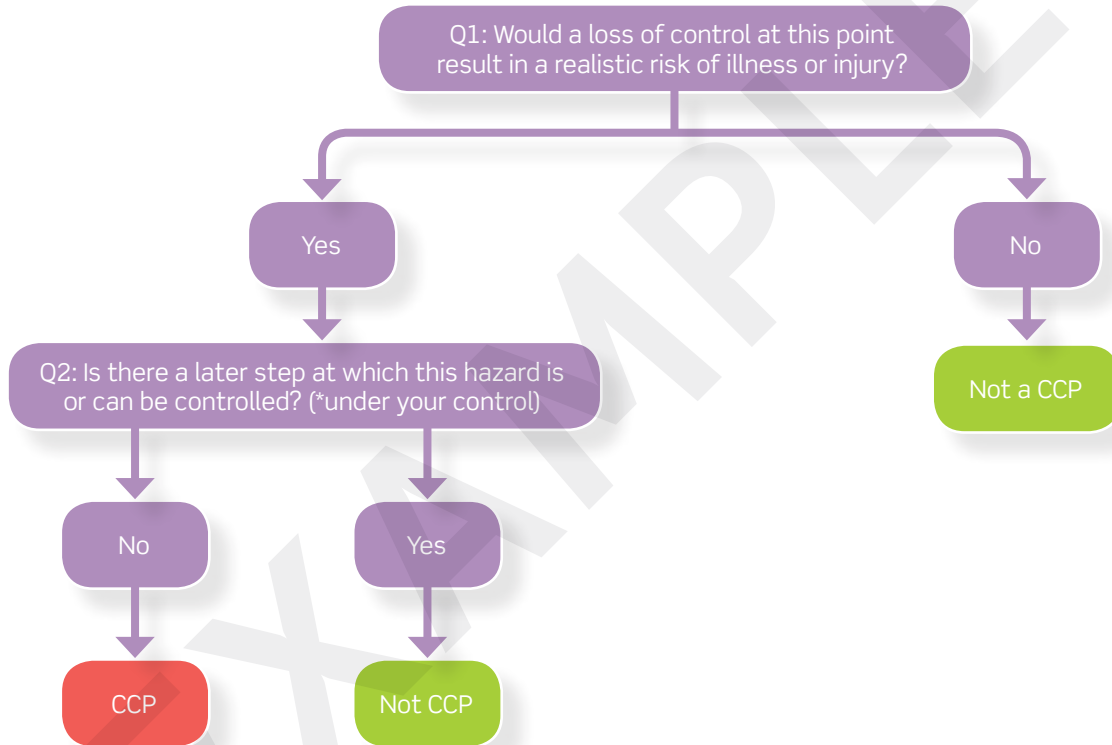 Q1: Would a loss of control at this point
result in a realistic risk of illness or injury?
Yes
No
Q2: Is there a later step at which this hazard is
or can be controlled? (*under your control)
Not a CCP
No
Yes
CCP
Not CCP
EXAMPLE